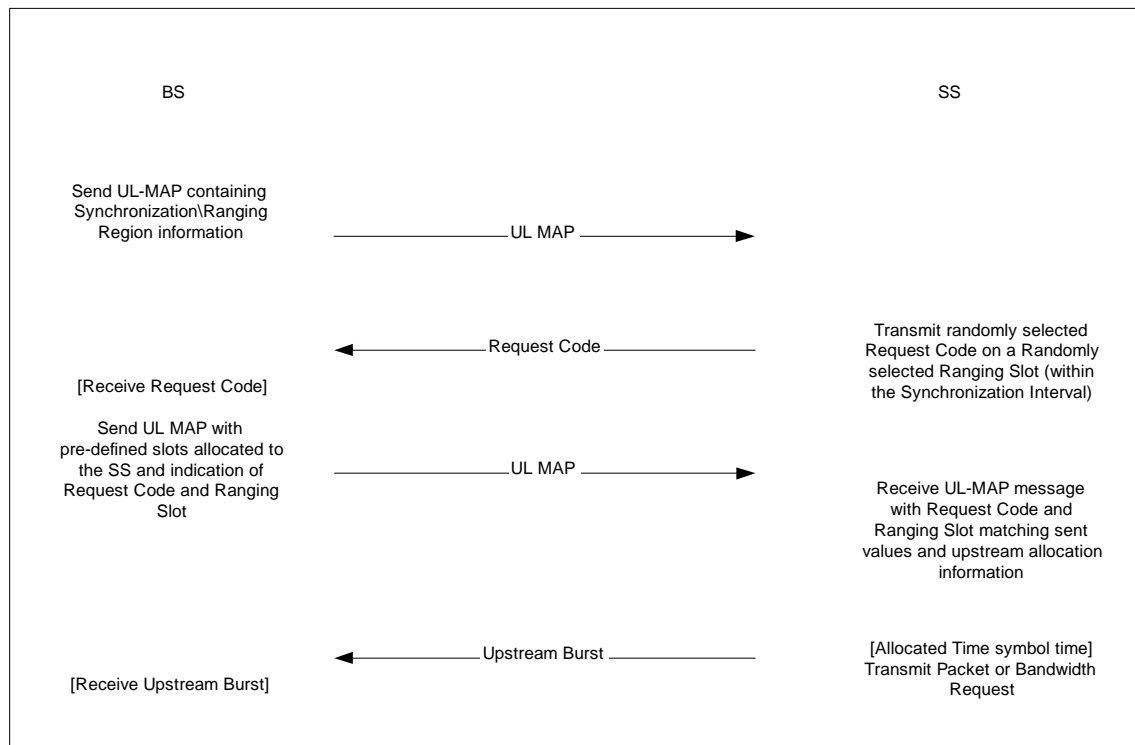 BS
SS
Send UL-MAP containing
Synchronization\Ranging
Region information
UL MAP
Request Code
Transmit randomly selected
Request Code on a Randomly
selected Ranging Slot (within
the Synchronization Interval)
[Receive Request Code]
Send UL MAP with
pre-defined slots allocated to
the SS and indication of
Request Code and Ranging
Slot
UL MAP
Receive UL-MAP message
with Request Code and
Ranging Slot matching sent
values and upstream allocation
information
Upstream Burst
[Allocated Time symbol time]
Transmit Packet or Bandwidth
Request
[Receive Upstream Burst]